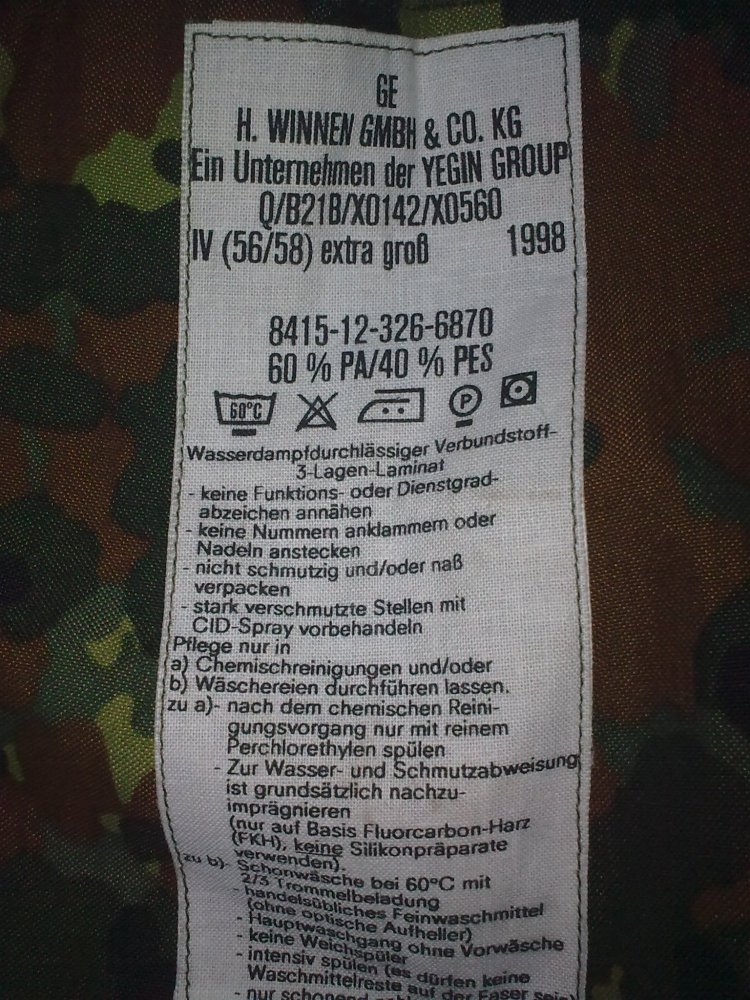 GE
H. WINNEN GMBH & CO. KG
Ein Unternehmen der YEGIN GROUP
Q/B21B/X0142/X0560
IV (56/58) extra groß 1998
8415-12-326-6870
60 % PA/40 % PES
60°C P
Wasserdampfdurchlässiger Verbundstoff-
3-Lagen-Laminat
- keine Funktions- oder Dienstgrad-
abzeichen annähen
- keine Nummern anklammern oder
Nadeln anstecken
- nicht schmutzig und/oder naß
verpacken
- stark verschmutzte Stellen mit
CID-Spray vorbehandeln
Pflege nur in
a) Chemischreinigungen und/oder
b) Wäschereien durchführen lassen.
zu a)- nach dem chemischen Reini-
gungsvorgang nur mit reinem
Perchlorethylen spülen
- Zur Wasser- und Schmutzabweisung
ist grundsätzlich nachzu-
imprägnieren
(nur auf Basis Fluorcarbon-Harz
(FKH), keine Silikonpräparate
verwenden).
zu b)- Schonwäsche bei 60°C mit
2/3 Trommelbeladung
- handelsübliches Feinwaschmittel
(ohne optische Aufheller)
- Hauptwaschgang ohne Vorwäsche
- keine Weichspüler
- intensiv spülen (es dürfen keine
Waschmittelreste auf der Faser sein)
- nur schonend